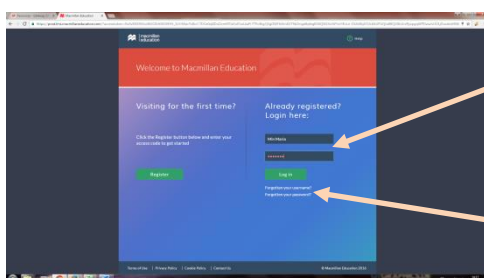 macmillan
education
Help
Welcome to Macmillan Education
Visiting for the first time?
Click the Register button below and enter your
access code to get started
Register
Already registered?
Login here:
Log in
Forgotten your username?
Forgotten your password?
Terms of Use | Privacy Policy | Cookie Policy | Contact Us
© Macmillan Education 2016